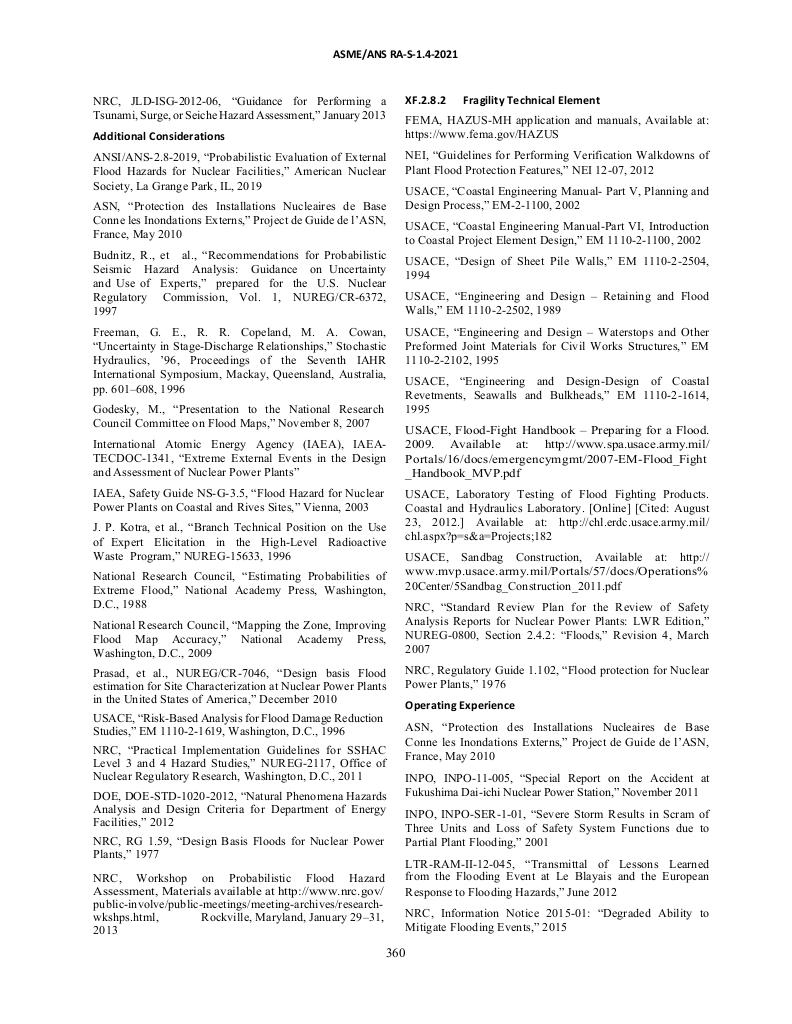 ASME/ANS RA-S-1.4-2021
NRC, JLD-ISG-2012-06, “Guidance for Performing a
Tsunami, Surge, or Seiche Hazard Assessment,” January 2013
Additional Considerations
ANSI/ANS-2.8-2019, “Probabilistic Evaluation of External
Flood Hazards for Nuclear Facilities,” American Nuclear
Society, La Grange Park, IL, 2019
ASN, “Protection des Installations Nucleaires de Base
Conne les Inondations Externs,” Project de Guide de l’ASN,
France, May 2010
Budnitz, R., et al., “Recommendations for Probabilistic
Seismic Hazard Analysis: Guidance on Uncertainty
and Use of Experts,” prepared for the U.S. Nuclear
Regulatory Commission, Vol. 1, NUREG/CR-6372,
1997
Freeman, G. E., R. R. Copeland, M. A. Cowan,
“Uncertainty in Stage-Discharge Relationships,” Stochastic
Hydraulics, ’96, Proceedings of the Seventh IAHR
International Symposium, Mackay, Queensland, Australia,
pp. 601–608, 1996
Godesky, M., “Presentation to the National Research
Council Committee on Flood Maps,” November 8, 2007
International Atomic Energy Agency (IAEA), IAEA-
TECDOC-1341, “Extreme External Events in the Design
and Assessment of Nuclear Power Plants”
IAEA, Safety Guide NS-G-3.5, “Flood Hazard for Nuclear
Power Plants on Coastal and Rives Sites,” Vienna, 2003
J. P. Kotra, et al., “Branch Technical Position on the Use
of Expert Elicitation in the High-Level Radioactive
Waste Program,” NUREG-15633, 1996
National Research Council, “Estimating Probabilities of
Extreme Flood,” National Academy Press, Washington,
D.C., 1988
National Research Council, “Mapping the Zone, Improving
Flood Map Accuracy,” National Academy Press,
Washington, D.C., 2009
Prasad, et al., NUREG/CR-7046, “Design basis Flood
estimation for Site Characterization at Nuclear Power Plants
in the United States of America,” December 2010
USACE, “Risk-Based Analysis for Flood Damage Reduction
Studies,” EM 1110-2-1619, Washington, D.C., 1996
NRC, “Practical Implementation Guidelines for SSHAC
Level 3 and 4 Hazard Studies,” NUREG-2117, Office of
Nuclear Regulatory Research, Washington, D.C., 2011
DOE, DOE-STD-1020-2012, “Natural Phenomena Hazards
Analysis and Design Criteria for Department of Energy
Facilities,” 2012
NRC, RG 1.59, “Design Basis Floods for Nuclear Power
Plants,” 1977
NRC, Workshop on Probabilistic Flood Hazard
Assessment, Materials available at http://www.nrc.gov/
public-involve/public-meetings/meeting-archives/research-
wkshps.html, Rockville, Maryland, January 29–31,
2013
XF.2.8.2 Fragility Technical Element
FEMA, HAZUS-MH application and manuals, Available at:
https://www.fema.gov/HAZUS
NEI, “Guidelines for Performing Verification Walkdowns of
Plant Flood Protection Features,” NEI 12-07, 2012
USACE, “Coastal Engineering Manual- Part V, Planning and
Design Process,” EM-2-1100, 2002
USACE, “Coastal Engineering Manual-Part VI, Introduction
to Coastal Project Element Design,” EM 1110-2-1100, 2002
USACE, “Design of Sheet Pile Walls,” EM 1110-2-2504,
1994
USACE, “Engineering and Design – Retaining and Flood
Walls,” EM 1110-2-2502, 1989
USACE, “Engineering and Design – Waterstops and Other
Preformed Joint Materials for Civil Works Structures,” EM
1110-2-2102, 1995
USACE, “Engineering and Design-Design of Coastal
Revetments, Seawalls and Bulkheads,” EM 1110-2-1614,
1995
USACE, Flood-Fight Handbook – Preparing for a Flood.
2009. Available at: http://www.spa.usace.army.mil/
Portals/16/docs/emergencymgmt/2007-EM-Flood_Fight
_Handbook_MVP.pdf
USACE, Laboratory Testing of Flood Fighting Products.
Coastal and Hydraulics Laboratory. [Online] [Cited: August
23, 2012.] Available at: http://chl.erdc.usace.army.mil/
chl.aspx?p=s&a=Projects;182
USACE, Sandbag Construction, Available at: http://
www.mvp.usace.army.mil/Portals/57/docs/Operations%
20Center/5Sandbag_Construction_2011.pdf
NRC, “Standard Review Plan for the Review of Safety
Analysis Reports for Nuclear Power Plants: LWR Edition,”
NUREG-0800, Section 2.4.2: “Floods,” Revision 4, March
2007
NRC, Regulatory Guide 1.102, “Flood protection for Nuclear
Power Plants,” 1976
Operating Experience
ASN, “Protection des Installations Nucleaires de Base
Conne les Inondations Externs,” Project de Guide de l’ASN,
France, May 2010
INPO, INPO-11-005, “Special Report on the Accident at
Fukushima Dai-ichi Nuclear Power Station,” November 2011
INPO, INPO-SER-1-01, “Severe Storm Results in Scram of
Three Units and Loss of Safety System Functions due to
Partial Plant Flooding,” 2001
LTR-RAM-II-12-045, “Transmittal of Lessons Learned
from the Flooding Event at Le Blayais and the European
Response to Flooding Hazards,” June 2012
NRC, Information Notice 2015-01: “Degraded Ability to
Mitigate Flooding Events,” 2015
360